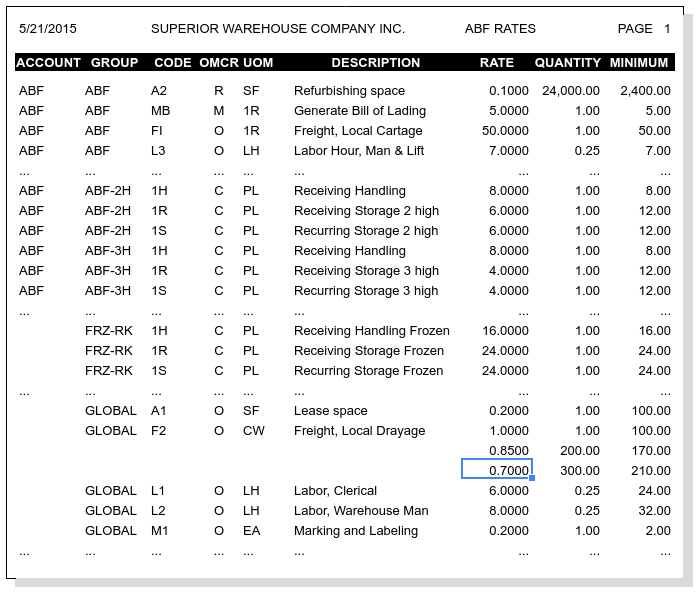 5/21/2015 SUPERIOR WAREHOUSE COMPANY INC. ABF RATES PAGE 1
ACCOUNT GROUP CODE OMCR UOM DESCRIPTION RATE QUANTITY MINIMUM
ABF ABF A2 R SF Refurbishing space 0.1000 24,000.00 2,400.00
ABF ABF MB M 1R Generate Bill of Lading 5.0000 1.00 5.00
ABF ABF FI O 1R Freight, Local Cartage 50.0000 1.00 50.00
ABF ABF L3 O LH Labor Hour, Man & Lift 7.0000 0.25 7.00
... ... ... ... ... ... ... ... ...
ABF ABF-2H 1H C PL Receiving Handling 8.0000 1.00 8.00
ABF ABF-2H 1R C PL Receiving Storage 2 high 6.0000 1.00 12.00
ABF ABF-2H 1S C PL Recurring Storage 2 high 6.0000 1.00 12.00
ABF ABF-3H 1H C PL Receiving Handling 8.0000 1.00 8.00
ABF ABF-3H 1R C PL Receiving Storage 3 high 4.0000 1.00 12.00
ABF ABF-3H 1S C PL Recurring Storage 3 high 4.0000 1.00 12.00
... ... ... ... ... ... ... ... ...
FRZ-RK 1H C PL Receiving Handling Frozen 16.0000 1.00 16.00
FRZ-RK 1R C PL Receiving Storage Frozen 24.0000 1.00 24.00
FRZ-RK 1S C PL Recurring Storage Frozen 24.0000 1.00 24.00
... ... ... ... ... ... ... ... ...
GLOBAL A1 O SF Lease space 0.2000 1.00 100.00
GLOBAL F2 O CW Freight, Local Drayage 1.0000 1.00 100.00
0.8500 200.00 170.00
0.7000 300.00 210.00
GLOBAL L1 O LH Labor, Clerical 6.0000 0.25 24.00
GLOBAL L2 O LH Labor, Warehouse Man 8.0000 0.25 32.00
GLOBAL M1 O EA Marking and Labeling 0.2000 1.00 2.00
... ... ... ... ... ... ... ... ...